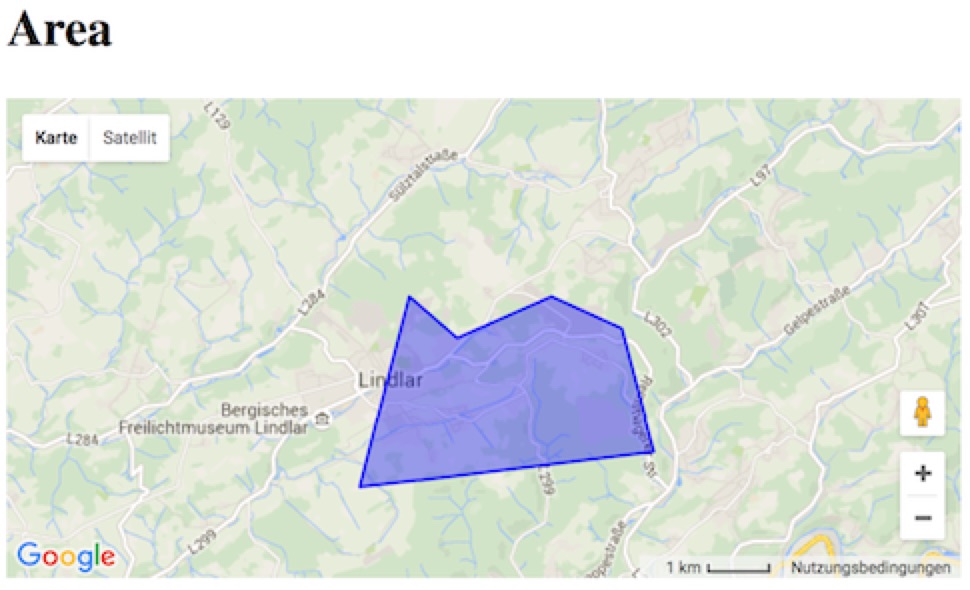 Area
Karte Satellit
L129
Sülztalstraße
L97
L284
L302
Gelpestraße
L301
Lindlar
Bergisches
Freilichtmuseum Lindlar
L284
L299
L299
Google
1 km
Nutzungsbedingungen